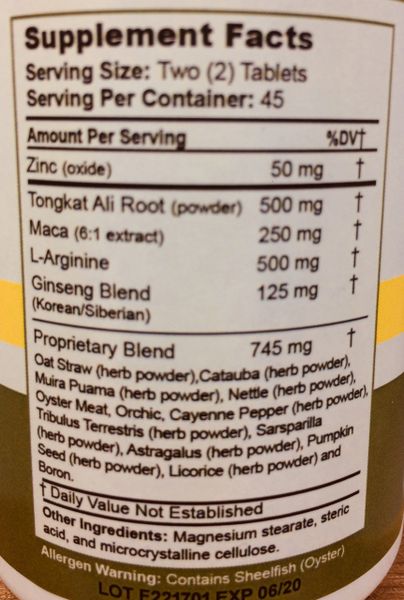 Supplement Facts
Serving Size: Two (2) Tablets
Serving Per Container: 45
Amount Per Serving %DV†
Zinc (oxide) 50 mg †
Tongkat Ali Root (powder) 500 mg †
Maca (6:1 extract) 250 mg †
L-Arginine 500 mg †
Ginseng Blend 125 mg †
(Korean/Siberian)
Proprietary Blend 745 mg †
Oat Straw (herb powder),Catauba (herb powder),
Muira Puama (herb powder), Nettle (herb powder),
Oyster Meat, Orchic, Cayenne Pepper (herb powder),
Tribulus Terrestris (herb powder), Sarsparilla
(herb powder), Astragalus (herb powder), Pumpkin
Seed (herb powder), Licorice (herb powder) and
Boron.
† Daily Value Not Established
Other Ingredients: Magnesium stearate, steric
acid, and microcrystalline cellulose.
Allergen Warning: Contains Sheelfish (Oyster)
LOT F221701 EXP 06/20